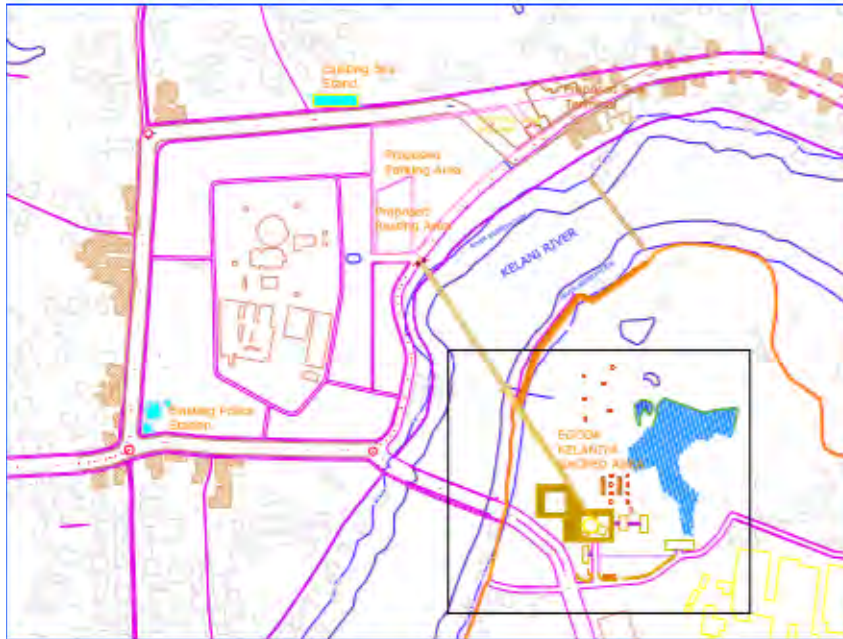 Existing Bus
Stand.
Proposed Bus
Terminal
Proposed
Parking Area
Proposed
Resting Area
KELANI RIVER
Existing Police
Station.
EGODA
KELANIYA
SACRED AREA